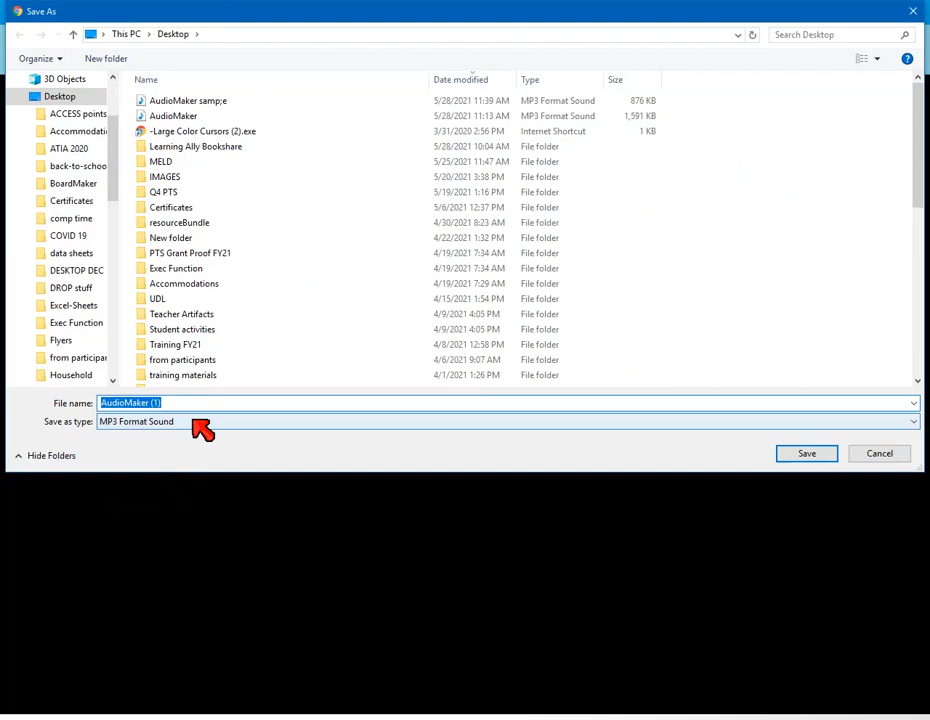 Save As
This PC > Desktop >
Search Desktop
Organize
New folder
3D Objects
Desktop
ACCESS points
Accommodati
ATIA 2020
back-to-schoo
BoardMaker
Certificates
comp time
COVID 19
data sheets
DESKTOP DEC
DROP stuff
Excel-Sheets
Exec Function
Flyers
from participar
Household
Name Date modified Type Size
AudioMaker samp;e 5/28/2021 11:39 AM MP3 Format Sound 876 KB
AudioMaker 5/28/2021 11:13 AM MP3 Format Sound 1,591 KB
-Large Color Cursors (2).exe 3/31/2020 2:56 PM Internet Shortcut 1 KB
Learning Ally Bookshare 5/28/2021 10:04 AM File folder
MELD 5/25/2021 11:47 AM File folder
IMAGES 5/20/2021 3:38 PM File folder
Q4 PTS 5/19/2021 1:16 PM File folder
Certificates 5/6/2021 12:37 PM File folder
resourceBundle 4/30/2021 8:23 AM File folder
New folder 4/22/2021 1:32 PM File folder
PTS Grant Proof FY21 4/19/2021 7:34 AM File folder
Exec Function 4/19/2021 7:34 AM File folder
Accommodations 4/19/2021 7:29 AM File folder
UDL 4/15/2021 1:54 PM File folder
Teacher Artifacts 4/9/2021 4:05 PM File folder
Student activities 4/9/2021 4:05 PM File folder
Training FY21 4/8/2021 12:58 PM File folder
from participants 4/6/2021 9:07 AM File folder
training materials 4/1/2021 1:26 PM File folder
File name: AudioMaker (1)
Save as type: MP3 Format Sound
Hide Folders
Save
Cancel